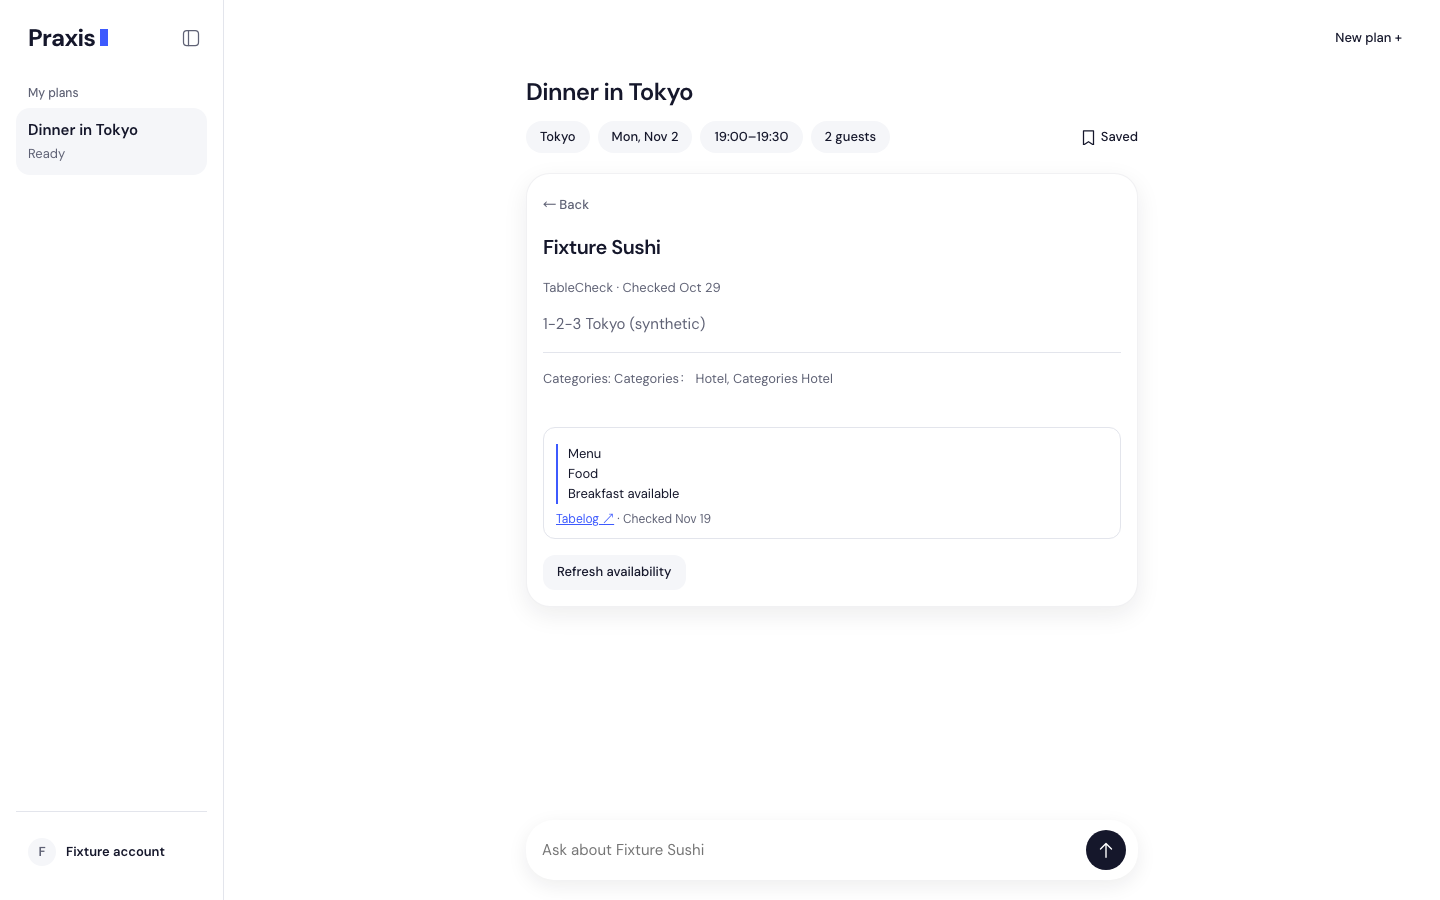 Praxis
New plan +
My plans
Dinner in Tokyo
Ready
Dinner in Tokyo
Tokyo
Mon, Nov 2
19:00–19:30
2 guests
Saved
← Back
Fixture Sushi
TableCheck · Checked Oct 29
1-2-3 Tokyo (synthetic)
Categories: Categories： Hotel, Categories Hotel
Menu
Food
Breakfast available
Tabelog ↗ · Checked Nov 19
Refresh availability
Ask about Fixture Sushi
F
Fixture account